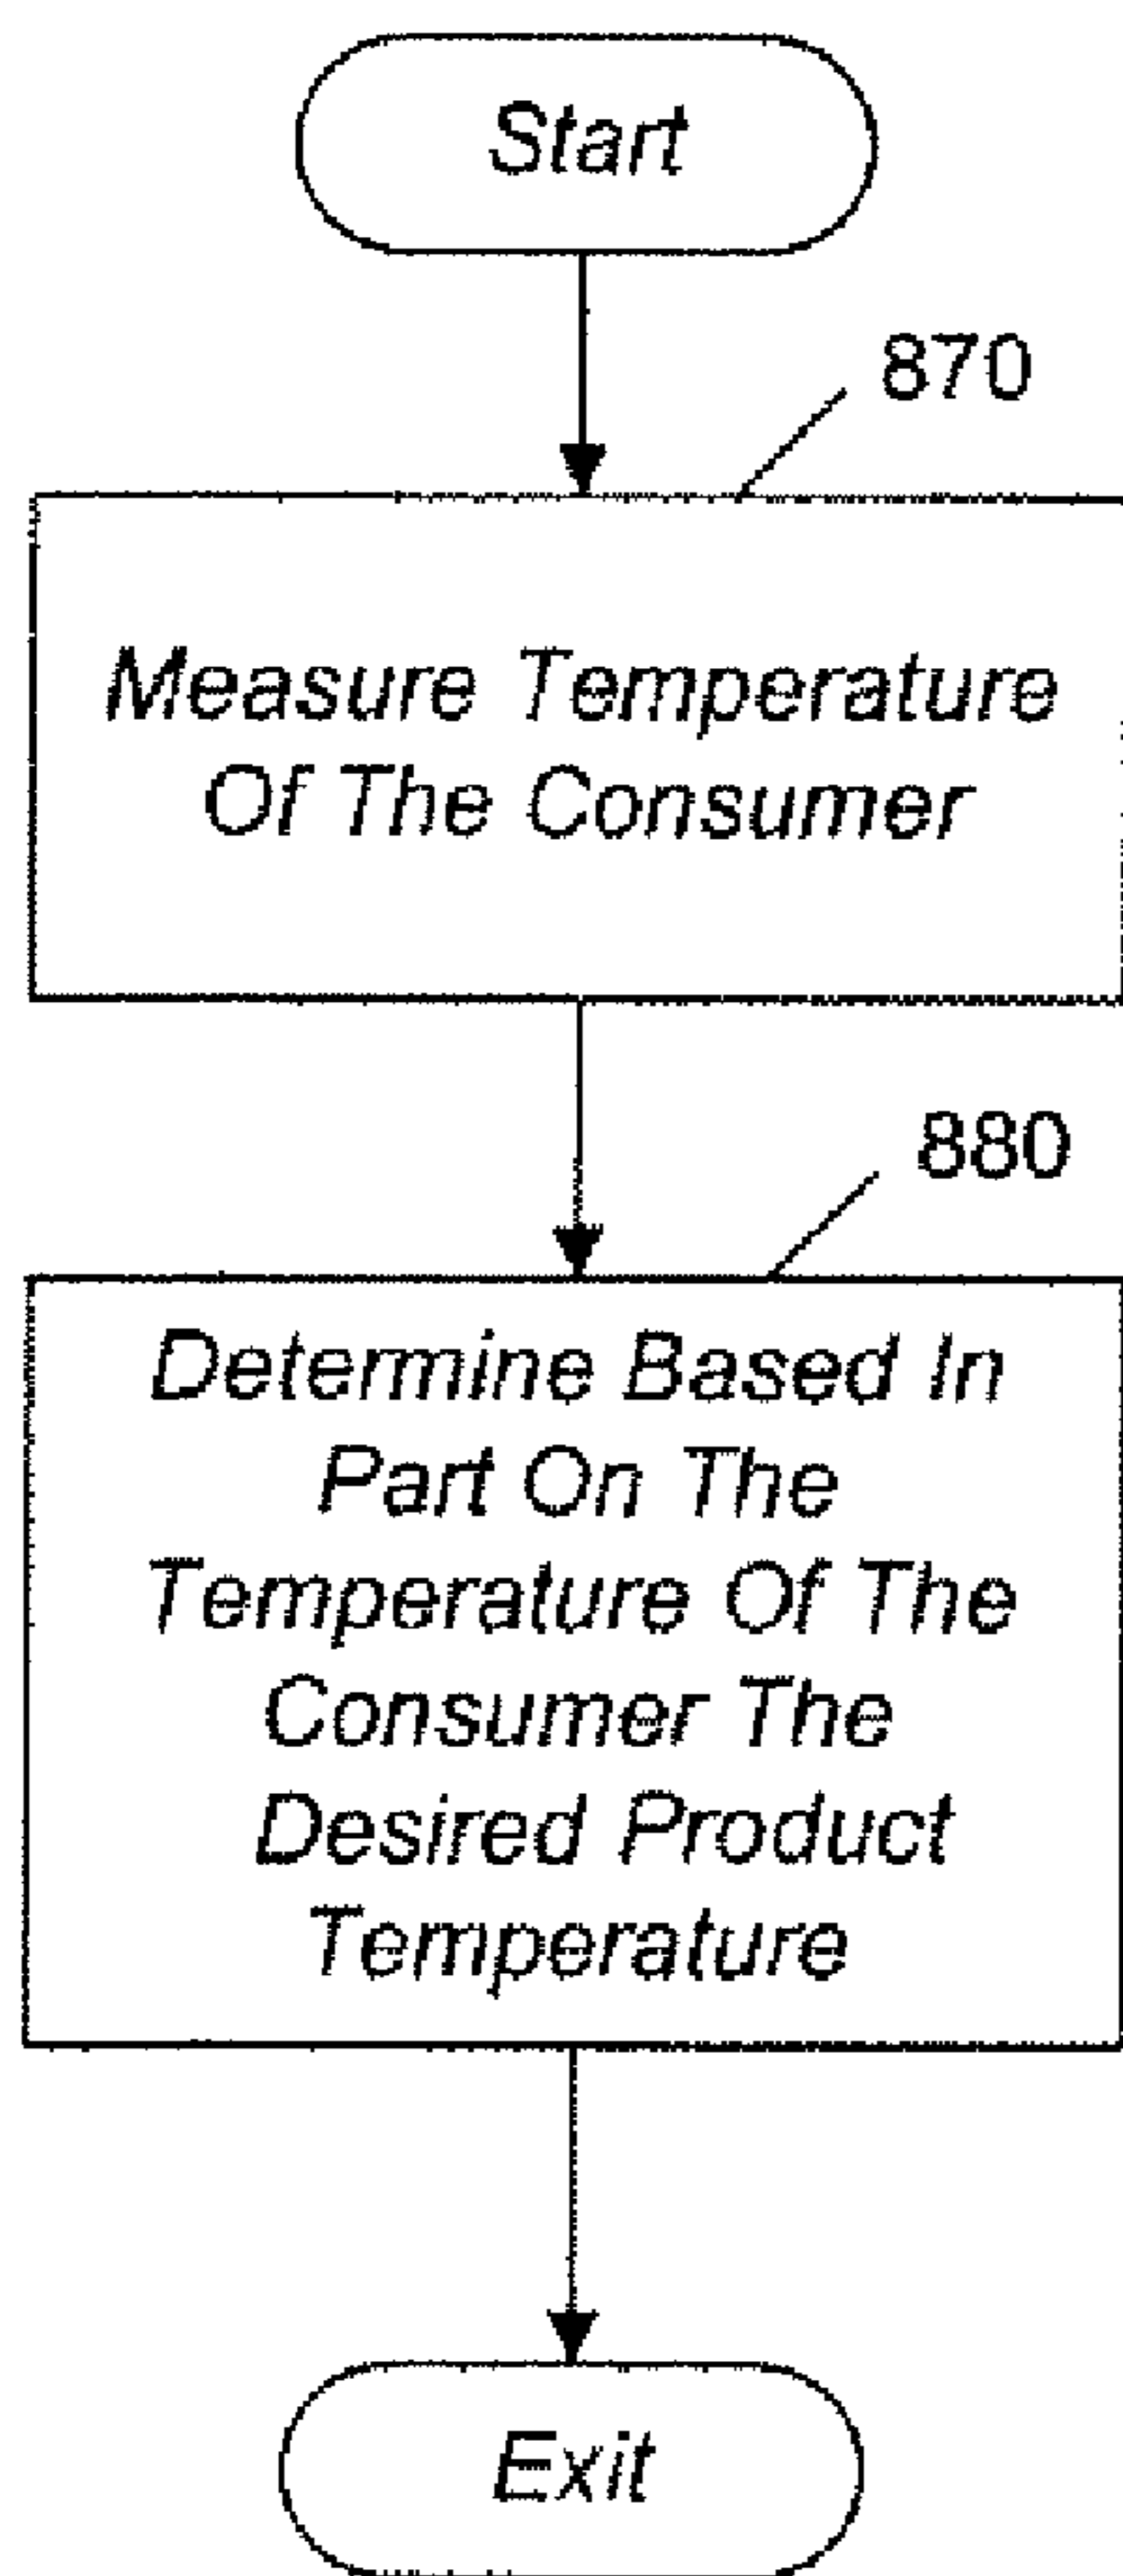 Start
870
Measure Temperature
Of The Consumer
880
Determine Based In
Part On The
Temperature Of The
Consumer The
Desired Product
Temperature
Exit